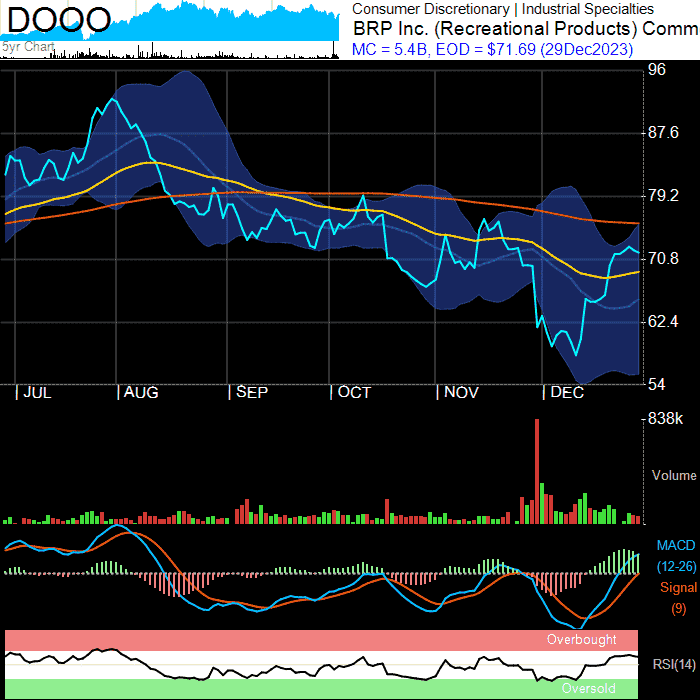 DOOO
5yr Chart
Consumer Discretionary | Industrial Specialties
BRP Inc. (Recreational Products) Comm
MC = 5.4B, EOD = $71.69 (29Dec2023)
96
87.6
79.2
70.8
62.4
54
| JUL | AUG | SEP | OCT | NOV | DEC
838k
Volume
MACD
(12-26)
Signal
(9)
Overbought
RSI(14)
Oversold